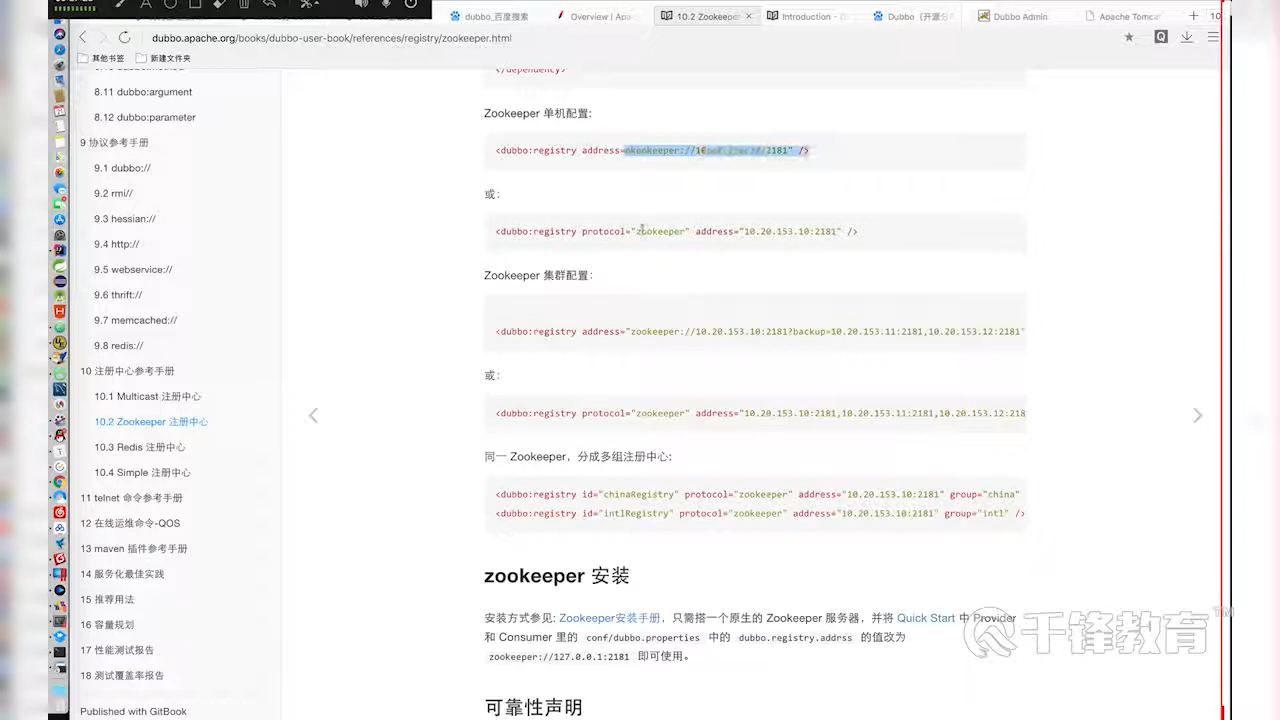 dubbo_百度搜索
Overview | Apa
10.2 Zookeeper
Introduction
Dubbo（开源分
Dubbo Admin
Apache Tomca
10
dubbo.apache.org/books/dubbo-user-book/references/registry/zookeeper.html
其他书签
新建文件夹
8.11 dubbo:argument
8.12 dubbo:parameter
9 协议参考手册
9.1 dubbo://
9.2 rmi//
9.3 hessian://
9.4 http://
9.5 webservice://
9.6 thrift://
9.7 memcached://
9.8 redis://
10 注册中心参考手册
10.1 Multicast 注册中心
10.2 Zookeeper 注册中心
10.3 Redis 注册中心
10.4 Simple 注册中心
11 telnet 命令参考手册
12 在线运维命令-QOS
13 maven 插件参考手册
14 服务化最佳实践
15 推荐用法
16 容量规划
17 性能测试报告
18 测试覆盖率报告
Published with GitBook
</dependency>
Zookeeper 单机配置:
<dubbo:registry address= 2181" />
或:
<dubbo:registry protocol="zookeeper" address="10.20.153.10:2181" />
Zookeeper 集群配置:
<dubbo:registry address="zookeeper://10.20.153.10:2181?backup=10.20.153.11:2181,10.20.153.12:2181"
或:
<dubbo:registry protocol="zookeeper" address="10.20.153.10:2181,10.20.153.11:2181,10.20.153.12:218
同一 Zookeeper，分成多组注册中心:
<dubbo:registry id="chinaRegistry" protocol="zookeeper" address="10.20.153.10:2181" group="china"
<dubbo:registry id="intlRegistry" protocol="zookeeper" address="10.20.153.10:2181" group="intl" />
zookeeper 安装
安装方式参见: Zookeeper安装手册，只需搭一个原生的 Zookeeper 服务器，并将 Quick Start 中 Provider
和 Consumer 里的 conf/dubbo.properties 中的 dubbo.registry.addrss 的值改为
zookeeper://127.0.0.1:2181 即可使用。
可靠性声明
千锋教育™